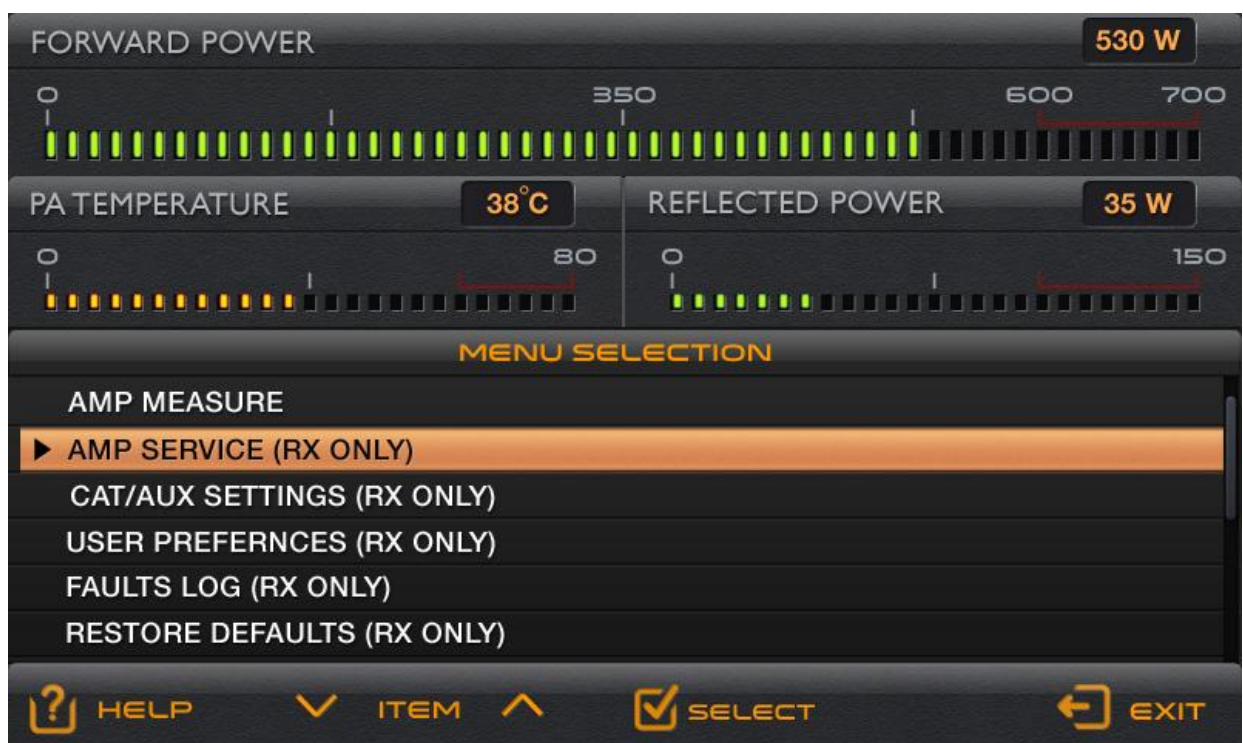 FORWARD POWER 530 W
0 350 600 700
PA TEMPERATURE 38°C REFLECTED POWER 35 W
0 80 0 150
MENU SELECTION
AMP MEASURE
AMP SERVICE (RX ONLY)
CAT/AUX SETTINGS (RX ONLY)
USER PREFERNCES (RX ONLY)
FAULTS LOG (RX ONLY)
RESTORE DEFAULTS (RX ONLY)
HELP ITEM SELECT EXIT